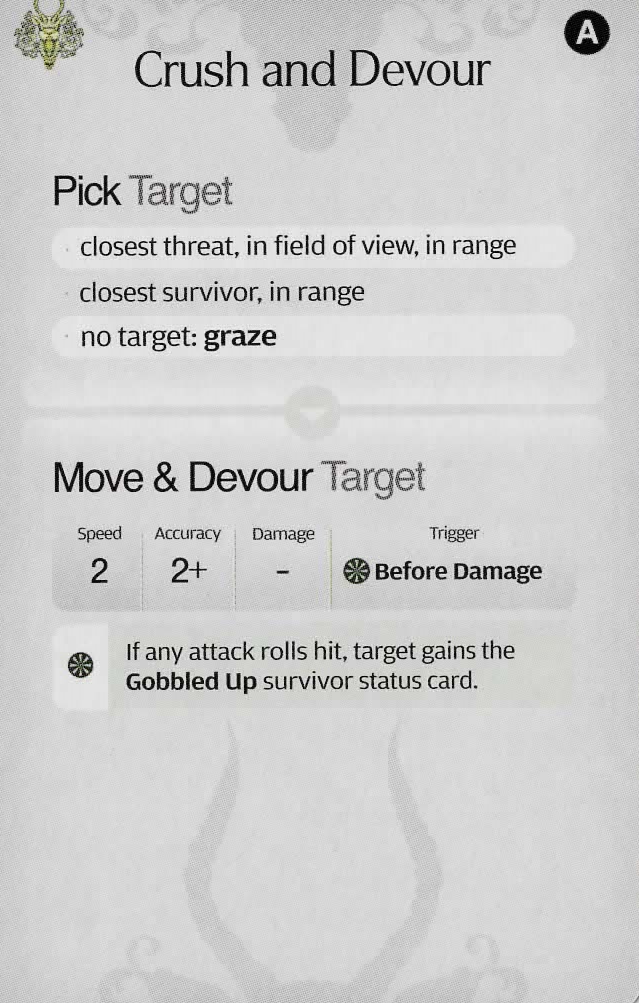 A
Crush and Devour
Pick Target
· closest threat, in field of view, in range
· closest survivor, in range
· no target: graze
Move & Devour Target
Speed Accuracy Damage Trigger
2 2+ - Before Damage
If any attack rolls hit, target gains the
Gobbled Up survivor status card.